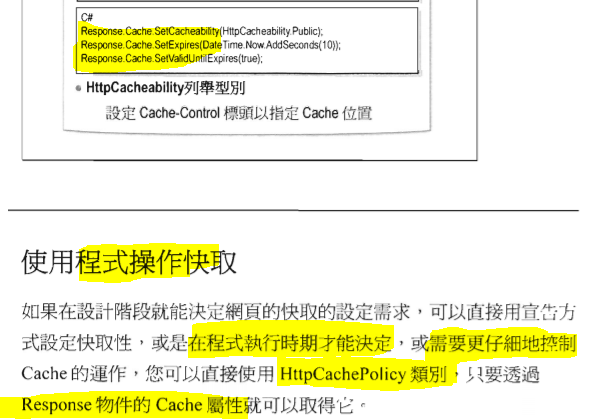 C#
Response.Cache.SetCacheability(HttpCacheability.Public);
Response.Cache.SetExpires(DateTime.Now.AddSeconds(10));
Response.Cache.SetValidUntilExpires(true);
HttpCacheability列舉型別
設定 Cache-Control 標頭以指定 Cache 位置
使用程式操作快取
如果在設計階段就能決定網頁的快取的設定需求，可以直接用宣告方
式設定快取性，或是在程式執行時期才能決定，或需要更仔細地控制
Cache 的運作，您可以直接使用 HttpCachePolicy 類別，只要透過
Response 物件的 Cache 屬性就可以取得它。